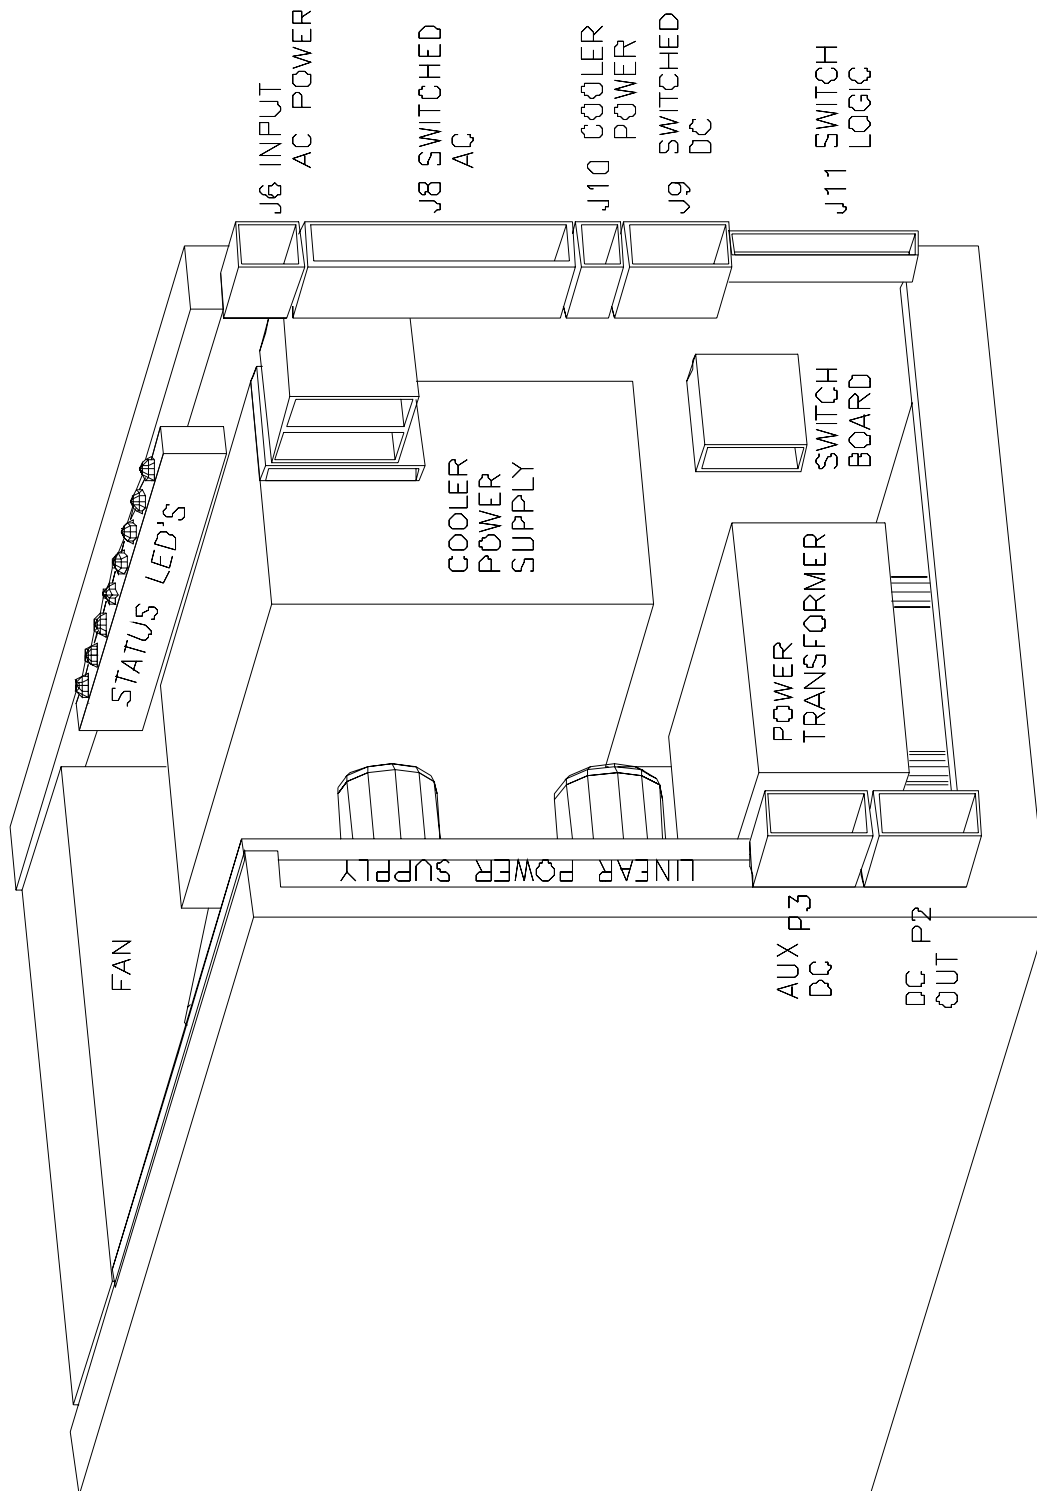 J6 INPUT
AC POWER
J8 SWITCHED
AC
J10 COOLER
POWER
J9 SWITCHED
DC
J11 SWITCH
LOGIC
STATUS LED'S
COOLER
POWER
SUPPLY
SWITCH
BOARD
POWER
TRANSFORMER
LINEAR POWER SUPPLY
FAN
AUX P3
DC
DC P2
OUT